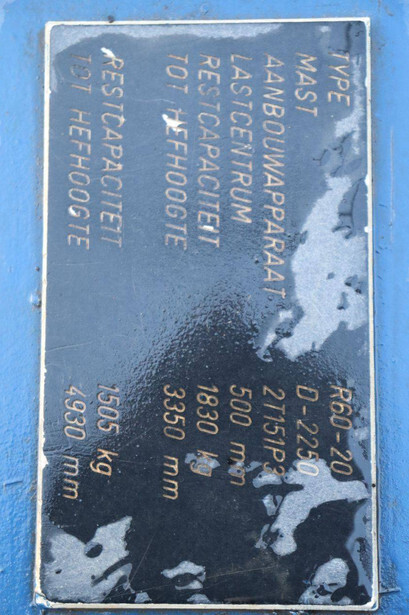 TYPE R60-20
MAST D-2250
AANBOUWAPPARAAT 2T151P3
LASTCENTRUM 500 mm
RESTCAPACITEIT 1830 kg
TOT HEFHOOGTE 3350 mm
RESTCAPACITEIT 1505 kg
TOT HEFHOOGTE 4930 mm